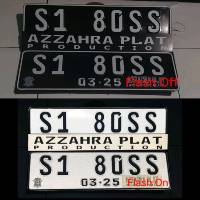 S1 80SS
AZZAHRA PLAT
PRODUCTION
S1 80SS
03·25
Flash Off
S1 80SS
AZZAHRA PLAT
PRODUCTION
S1 80SS
03·25
Flash On